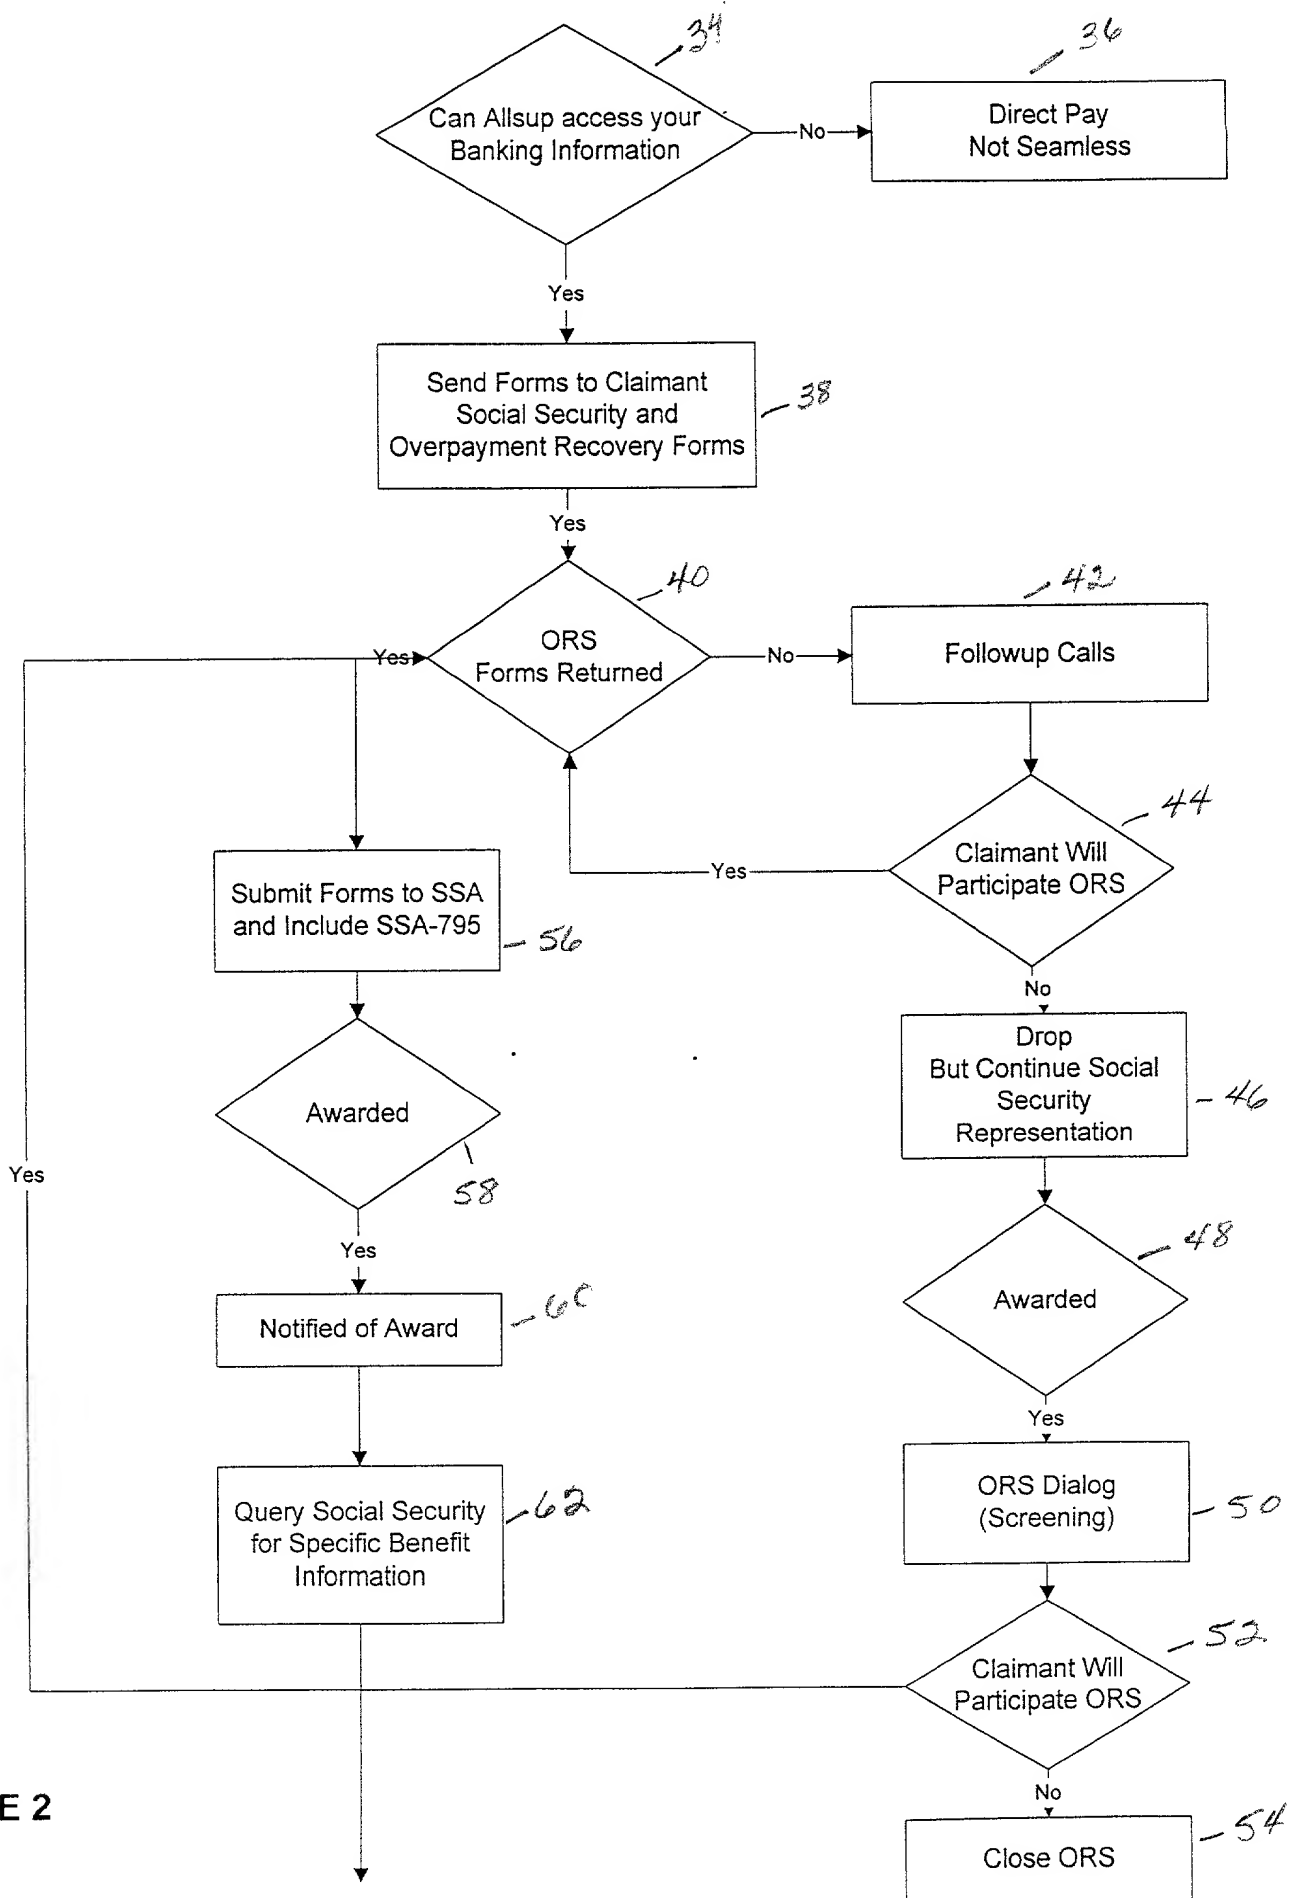 34
36
Can Allsup access your
Banking Information
No
Direct Pay
Not Seamless
Yes
Send Forms to Claimant
Social Security and
Overpayment Recovery Forms
38
Yes
40
42
ORS
Forms Returned
Yes
No
Followup Calls
44
Claimant Will
Participate ORS
Yes
Submit Forms to SSA
and Include SSA-795
56
No
Drop
But Continue Social
Security
Representation
46
Awarded
58
Yes
Yes
48
Awarded
Notified of Award
60
Yes
ORS Dialog
(Screening)
50
Query Social Security
for Specific Benefit
Information
62
52
Claimant Will
Participate ORS
No
E 2
54
Close ORS